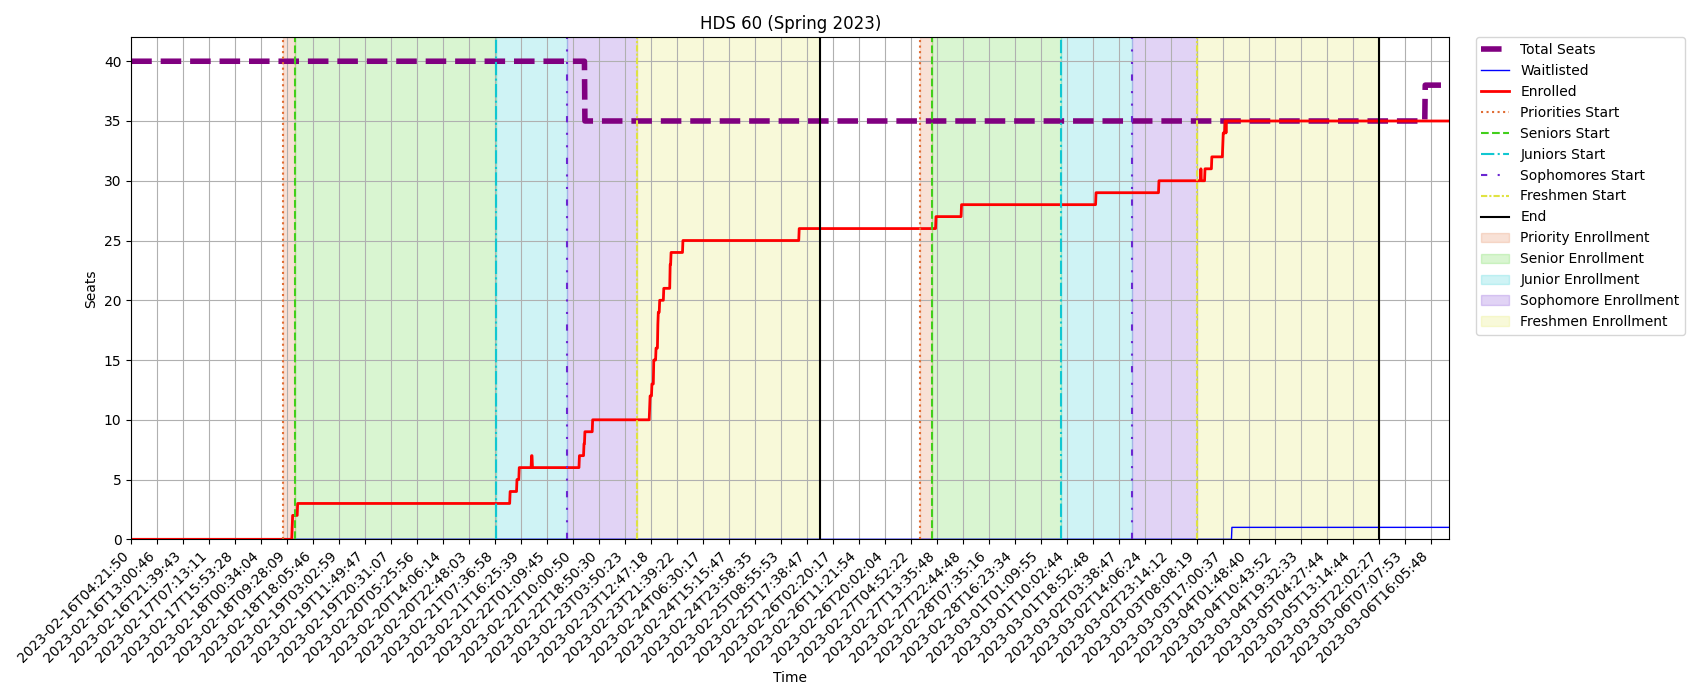 HDS 60 (Spring 2023)
Seats
40
35
30
25
20
15
10
5
0
2023-02-16T04:21:50
2023-02-16T13:00:46
2023-02-16T21:39:43
2023-02-17T07:13:11
2023-02-17T15:53:28
2023-02-18T00:34:04
2023-02-18T09:28:09
2023-02-18T18:05:46
2023-02-19T03:02:59
2023-02-19T11:49:47
2023-02-19T20:31:07
2023-02-20T05:25:56
2023-02-20T14:06:14
2023-02-20T22:48:03
2023-02-21T07:36:58
2023-02-21T16:25:39
2023-02-22T01:09:45
2023-02-22T10:00:50
2023-02-22T18:50:30
2023-02-23T03:50:23
2023-02-23T12:47:18
2023-02-23T21:39:22
2023-02-24T06:30:17
2023-02-24T15:15:47
2023-02-24T23:58:35
2023-02-25T08:55:53
2023-02-25T17:38:47
2023-02-26T02:20:17
2023-02-26T11:21:54
2023-02-26T20:02:04
2023-02-27T04:52:22
2023-02-27T13:35:48
2023-02-27T22:44:48
2023-02-28T07:35:16
2023-02-28T16:23:34
2023-03-01T01:09:55
2023-03-01T10:02:44
2023-03-01T18:52:48
2023-03-02T03:38:47
2023-03-02T14:06:24
2023-03-02T23:14:12
2023-03-03T08:08:19
2023-03-03T17:00:37
2023-03-04T01:48:40
2023-03-04T10:43:52
2023-03-04T19:32:33
2023-03-05T04:27:44
2023-03-05T13:14:44
2023-03-05T22:02:27
2023-03-06T07:07:53
2023-03-06T16:05:48
Time
Total Seats
Waitlisted
Enrolled
Priorities Start
Seniors Start
Juniors Start
Sophomores Start
Freshmen Start
End
Priority Enrollment
Senior Enrollment
Junior Enrollment
Sophomore Enrollment
Freshmen Enrollment